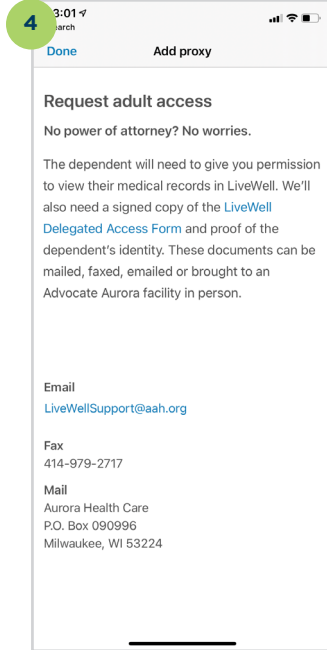 4
3:01
Done
Add proxy
Request adult access
No power of attorney? No worries.
The dependent will need to give you permission
to view their medical records in LiveWell. We'll
also need a signed copy of the LiveWell
Delegated Access Form and proof of the
dependent's identity. These documents can be
mailed, faxed, emailed or brought to an
Advocate Aurora facility in person.
Email
LiveWellSupport@aah.org
Fax
414-979-2717
Mail
Aurora Health Care
P.O. Box 090996
Milwaukee, WI 53224